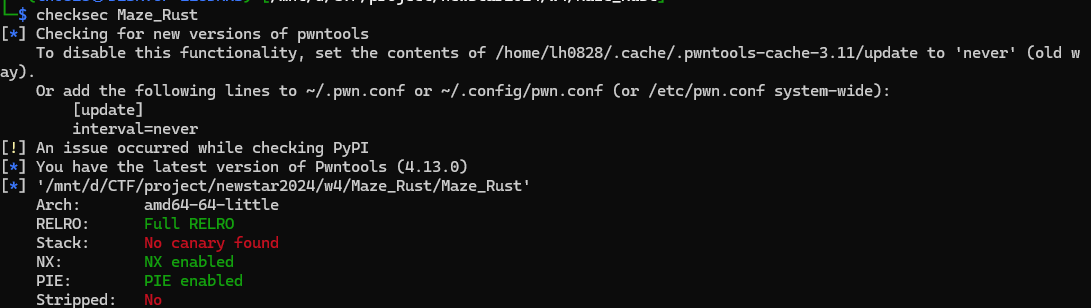 $ checksec Maze_Rust
[*] Checking for new versions of pwntools
    To disable this functionality, set the contents of /home/lh0828/.cache/.pwntools-cache-3.11/update to 'never' (old w
ay).
    Or add the following lines to ~/.pwn.conf or ~/.config/pwn.conf (or /etc/pwn.conf system-wide):
        [update]
        interval=never
[!] An issue occurred while checking PyPI
[*] You have the latest version of Pwntools (4.13.0)
[*] '/mnt/d/CTF/project/newstar2024/w4/Maze_Rust/Maze_Rust'
    Arch:       amd64-64-little
    RELRO:      Full RELRO
    Stack:      No canary found
    NX:         NX enabled
    PIE:        PIE enabled
    Stripped:   No